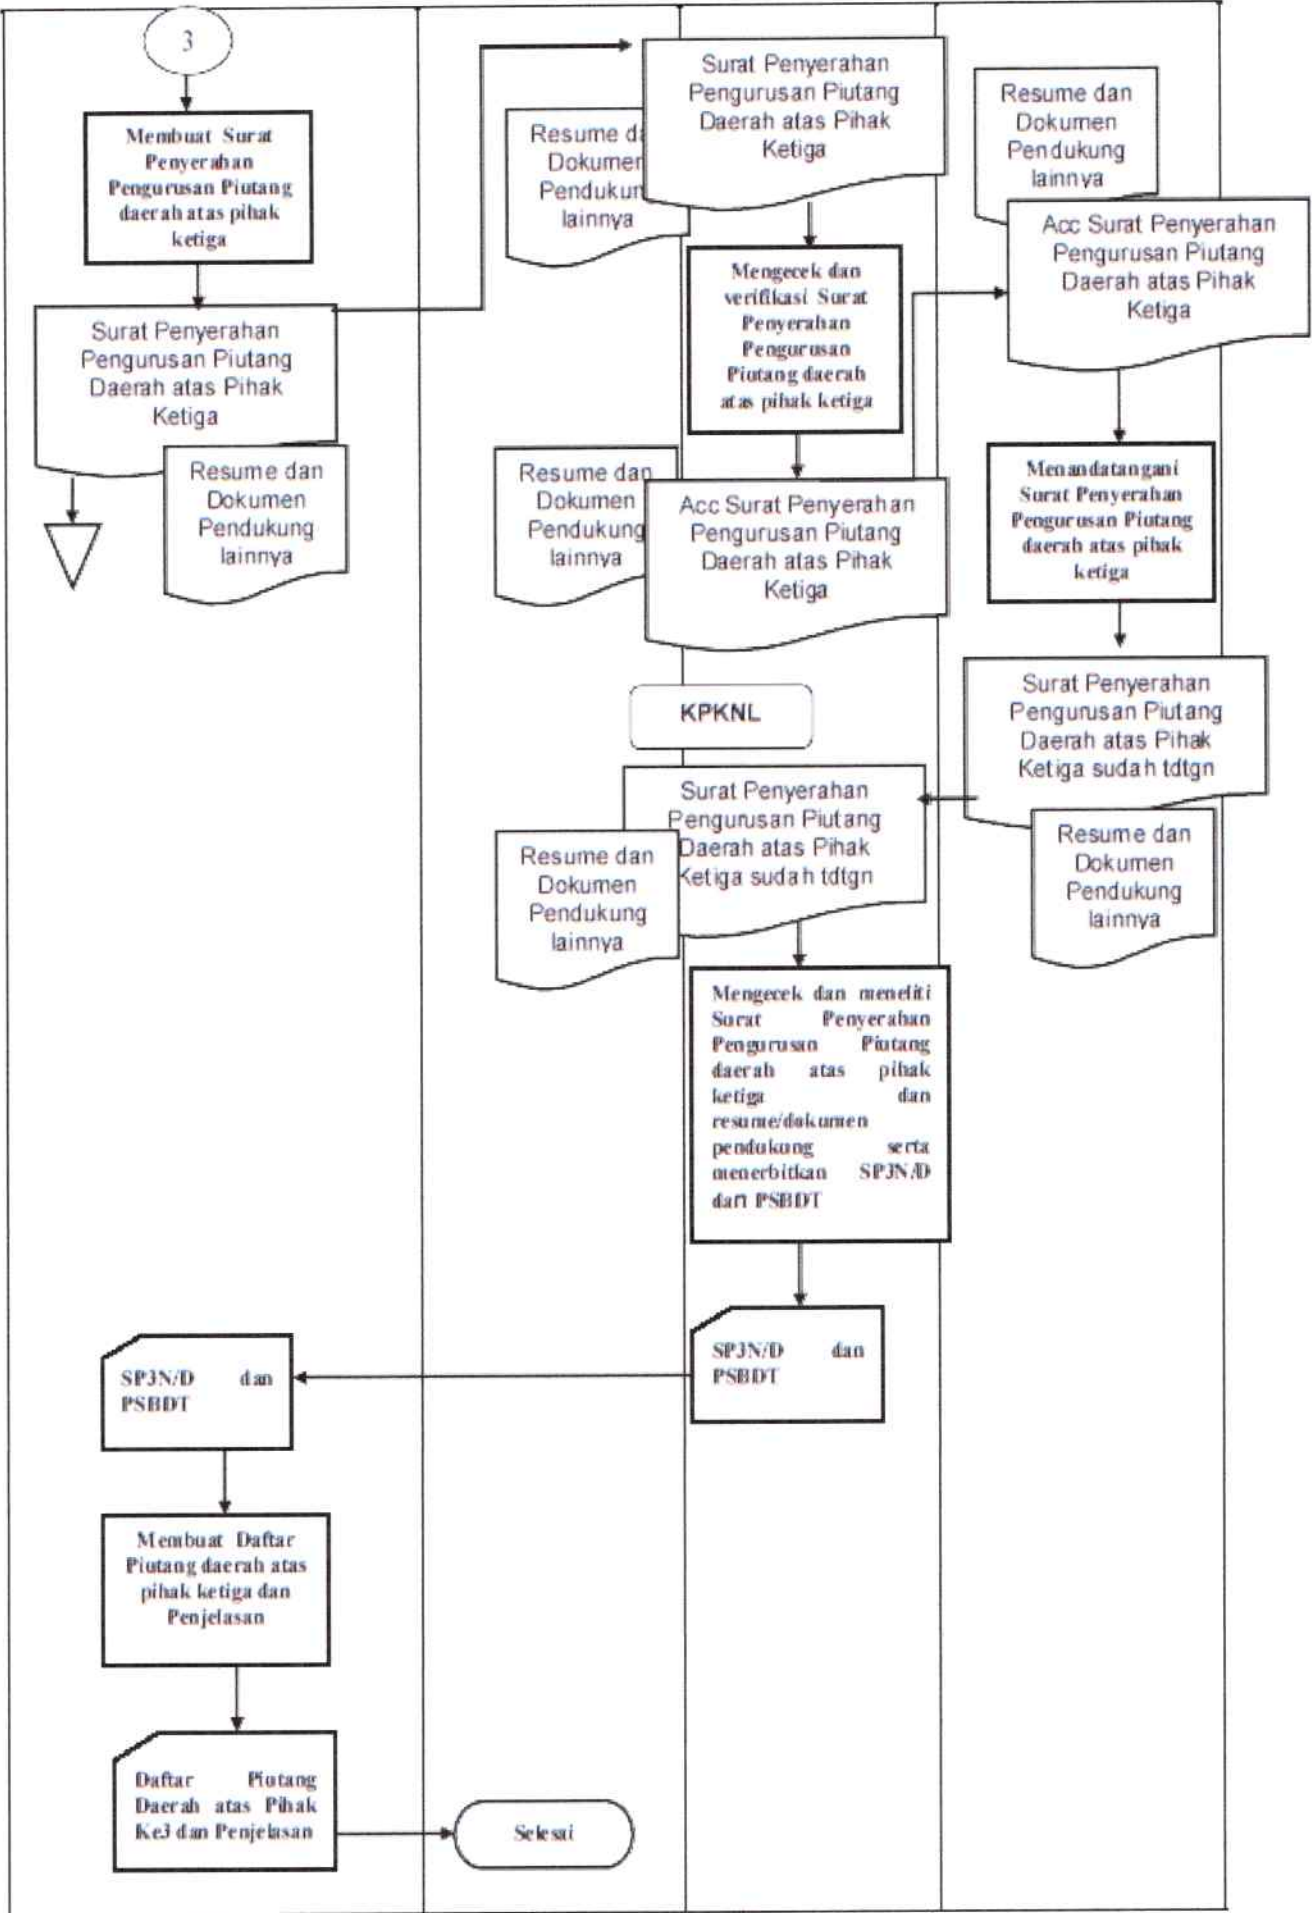 3
Membuat Surat
Penyerahan
Pengurusan Piutang
daerah atas pihak
ketiga
Surat Penyerahan
Pengurusan Piutang
Daerah atas Pihak
Ketiga
Resume dan
Dokumen
Pendukung
lainnya
Resume da
Dokumen
Pendukun
lainnya
Surat Penyerahan
Pengurusan Piutang
Daerah atas Pihak
Ketiga
Mengecek dan
verifikasi Surat
Penyerahan
Pengurusan
Piutang daerah
atas pihak ketiga
Resume dan
Dokumen
Pendukung
lainnya
Acc Surat Penyerahan
Pengurusan Piutang
Daerah atas Pihak
Ketiga
Resume dan
Dokumen
Pendukung
lainnya
Acc Surat Penyerahan
Pengurusan Piutang
Daerah atas Pihak
Ketiga
Menandatangani
Surat Penyerahan
Pengurusan Piutang
daerah atas pihak
ketiga
Surat Penyerahan
Pengurusan Piutang
Daerah atas Pihak
Ketiga sudah tdtgn
Resume dan
Dokumen
Pendukung
lainnya
KPKNL
Surat Penyerahan
Pengurusan Piutang
Daerah atas Pihak
Ketiga sudah tdtgn
Resume dan
Dokumen
Pendukung
lainnya
Mengecek dan meneliti
Surat Penyerahan
Pengurusan Piutang
daerah atas pihak
ketiga dan
resume/dokumen
pendukung serta
menerbitkan SP3N/D
dan PSBDT
SP3N/D dan
PSBDT
SP3N/D dan
PSBDT
Membuat Daftar
Piutang daerah atas
pihak ketiga dan
Penjelasan
Daftar Piutang
Daerah atas Pihak
Ke3 dan Penjelasan
Selesai